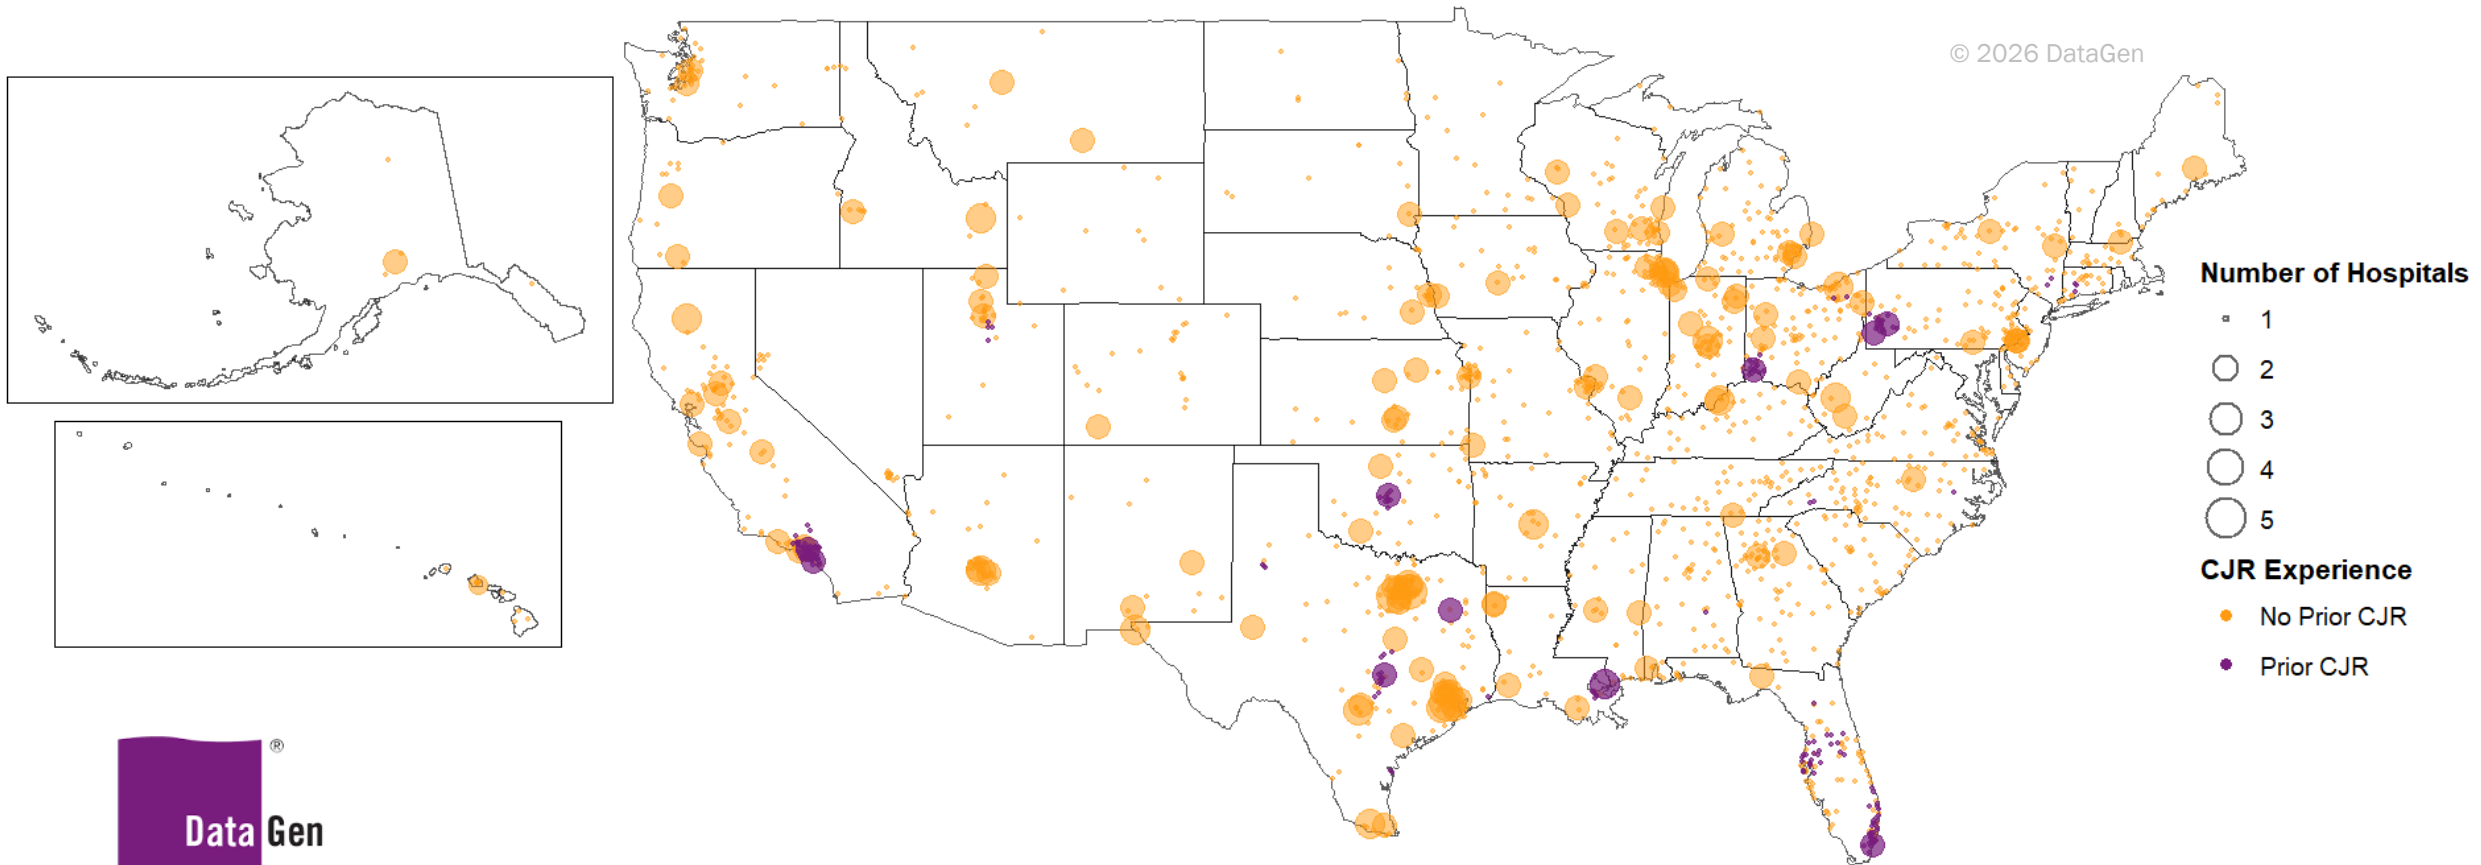 © 2026 DataGen
Number of Hospitals
1
2
3
4
5
CJR Experience
No Prior CJR
Prior CJR
®
Data Gen